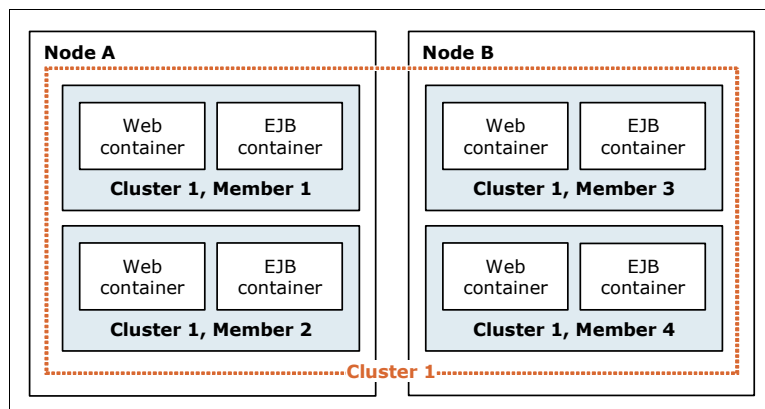 Node A
Web
container
EJB
container
Cluster 1, Member 1
Web
container
EJB
container
Cluster 1, Member 2
Node B
Web
container
EJB
container
Cluster 1, Member 3
Web
container
EJB
container
Cluster 1, Member 4
Cluster 1